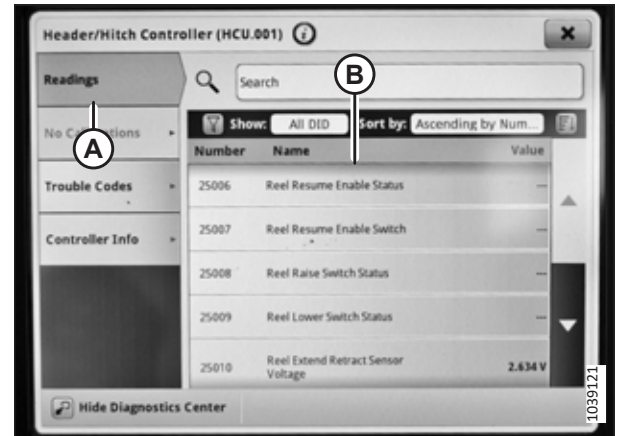 Header/Hitch Controller (HCU.001)
Readings
Search
B
A
Show: All DID Sort by: Ascending by Num...
No Calibrations
Number Name Value
Trouble Codes
Controller Info
25006 Reel Resume Enable Status ---
25007 Reel Resume Enable Switch ---
25008 Reel Raise Switch Status ---
25009 Reel Lower Switch Status ---
25010 Reel Extend Retract Sensor
Voltage 2.634 V
Hide Diagnostics Center
1039121